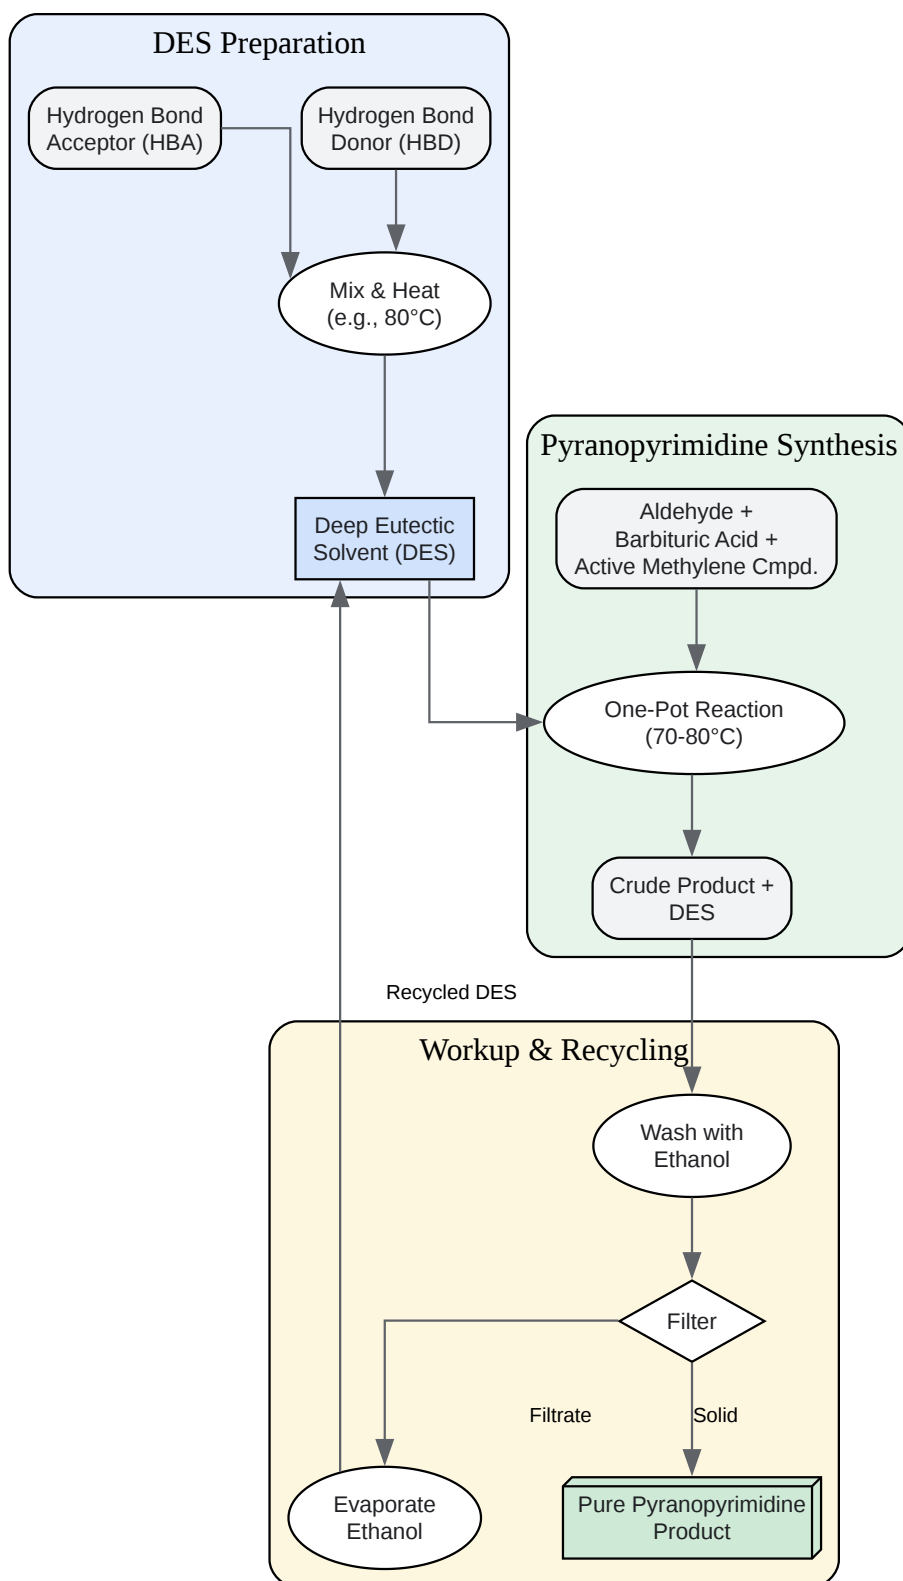 DES Preparation
Hydrogen Bond
Acceptor (HBA)
Hydrogen Bond
Donor (HBD)
Mix & Heat
(e.g., 80°C)
Deep Eutectic
Solvent (DES)
Pyranopyrimidine Synthesis
Aldehyde +
Barbituric Acid +
Active Methylene Cmpd.
One-Pot Reaction
(70-80°C)
Crude Product +
DES
Recycled DES
Workup & Recycling
Wash with
Ethanol
Filter
Filtrate
Solid
Evaporate
Ethanol
Pure Pyranopyrimidine
Product